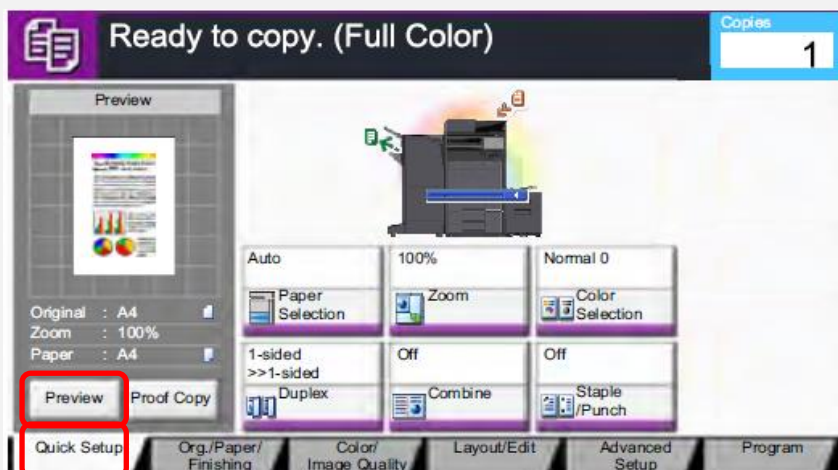 Ready to copy. (Full Color)
Copies
1
Preview
Original : A4
Zoom : 100%
Paper : A4
Preview
Proof Copy
Auto
Paper
Selection
100%
Zoom
Normal 0
Color
Selection
1-sided
>>1-sided
Duplex
Off
Combine
Off
Staple
/Punch
Quick Setup
Org./Paper/
Finishing
Color/
Image Quality
Layout/Edit
Advanced
Setup
Program